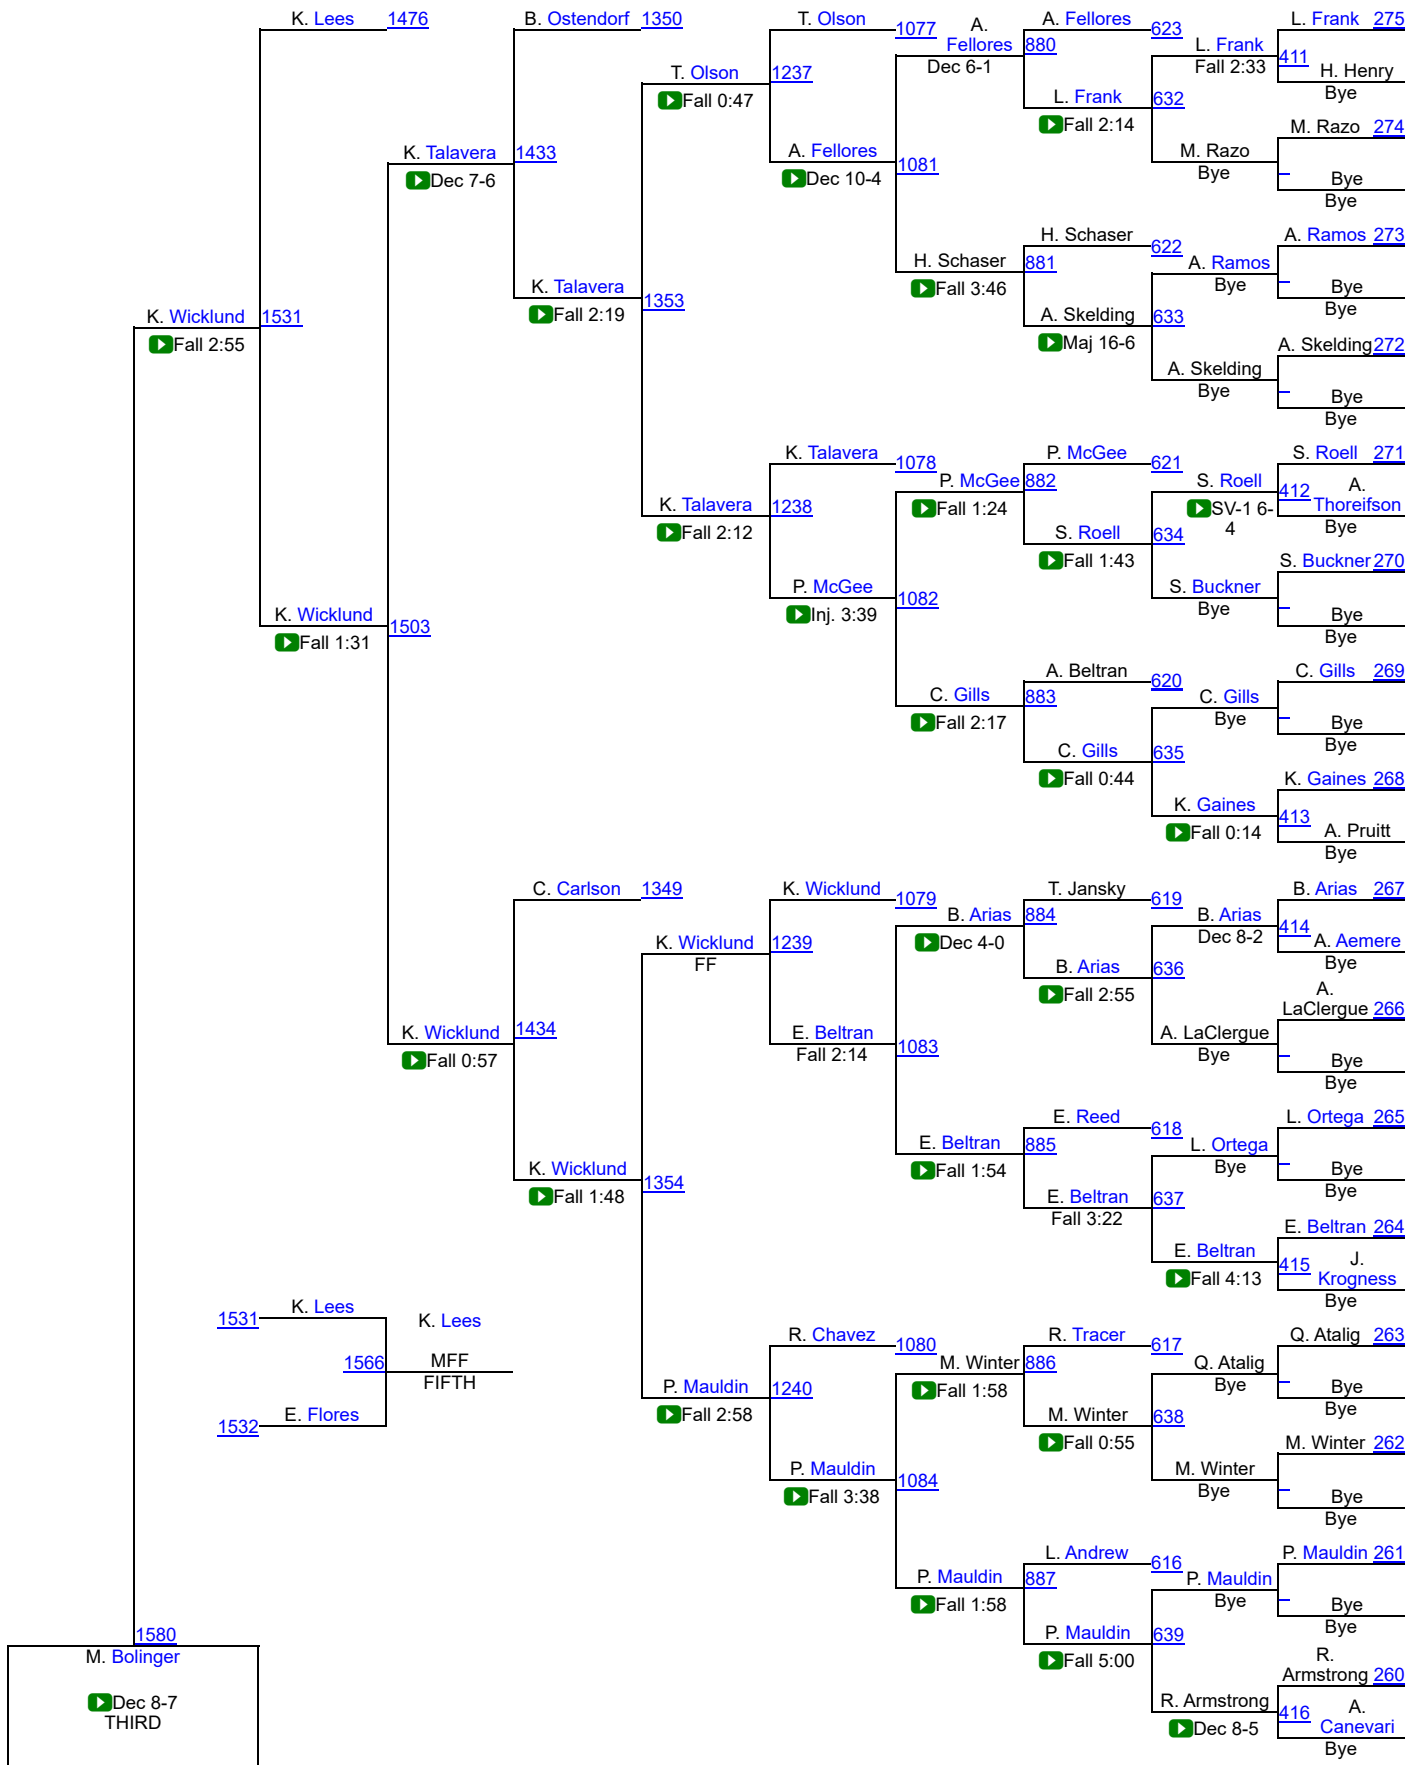 K. Lees 1476
B. Ostendorf 1350
T. Olson
1077
A.
Fellores
Dec 6-1
880
A. Fellores
623
L. Frank
Fall 2:33
L. Frank 275
411
H. Henry
Bye
T. Olson
Fall 0:47
1237
L. Frank
Fall 2:14
632
M. Razo 274
M. Razo
Bye
Bye
Bye
K. Talavera
Dec 7-6
1433
A. Fellores
Dec 10-4
1081
H. Schaser
622
A. Ramos
Bye
A. Ramos 273
Bye
Bye
H. Schaser
Fall 3:46
881
K. Talavera
Fall 2:19
1353
A. Skelding
Maj 16-6
633
K. Wicklund
Fall 2:55
1531
A. Skelding 272
A. Skelding
Bye
Bye
Bye
K. Talavera
1078
P. McGee
Fall 1:24
882
P. McGee
621
S. Roell
SV-1 6-
4
S. Roell 271
412
A.
Thoreifson
Bye
K. Talavera
Fall 2:12
1238
S. Roell
Fall 1:43
634
S. Buckner 270
P. McGee
Inj. 3:39
1082
S. Buckner
Bye
Bye
Bye
K. Wicklund
Fall 1:31
1503
A. Beltran
620
C. Gills
Bye
C. Gills 269
Bye
Bye
C. Gills
Fall 2:17
883
C. Gills
Fall 0:44
635
K. Gaines 268
K. Gaines
Fall 0:14
413
A. Pruitt
Bye
C. Carlson 1349
K. Wicklund
1079
B. Arias
Dec 4-0
884
T. Jansky
619
B. Arias
Dec 8-2
B. Arias 267
414
A. Aemere
Bye
K. Wicklund
FF
1239
B. Arias
Fall 2:55
636
A.
LaClergue 266
K. Wicklund
Fall 0:57
1434
E. Beltran
Fall 2:14
1083
A. LaClergue
Bye
Bye
Bye
E. Reed
618
L. Ortega
Bye
L. Ortega 265
Bye
Bye
E. Beltran
Fall 1:54
885
K. Wicklund
Fall 1:48
1354
E. Beltran
Fall 3:22
637
E. Beltran 264
E. Beltran
Fall 4:13
415
J.
Krogness
Bye
1531
K. Lees
K. Lees
1566
MFF
FIFTH
E. Flores
1532
R. Chavez
1080
M. Winter
Fall 1:58
886
R. Tracer
617
Q. Atalig
Bye
Q. Atalig 263
Bye
Bye
P. Mauldin
Fall 2:58
1240
M. Winter
Fall 0:55
638
M. Winter 262
P. Mauldin
Fall 3:38
1084
M. Winter
Bye
Bye
Bye
L. Andrew
616
P. Mauldin
Bye
P. Mauldin 261
Bye
Bye
P. Mauldin
Fall 1:58
887
P. Mauldin
Fall 5:00
639
R.
Armstrong 260
R. Armstrong
Dec 8-5
416
A.
Canevari
Bye
1580
M. Bolinger
Dec 8-7
THIRD